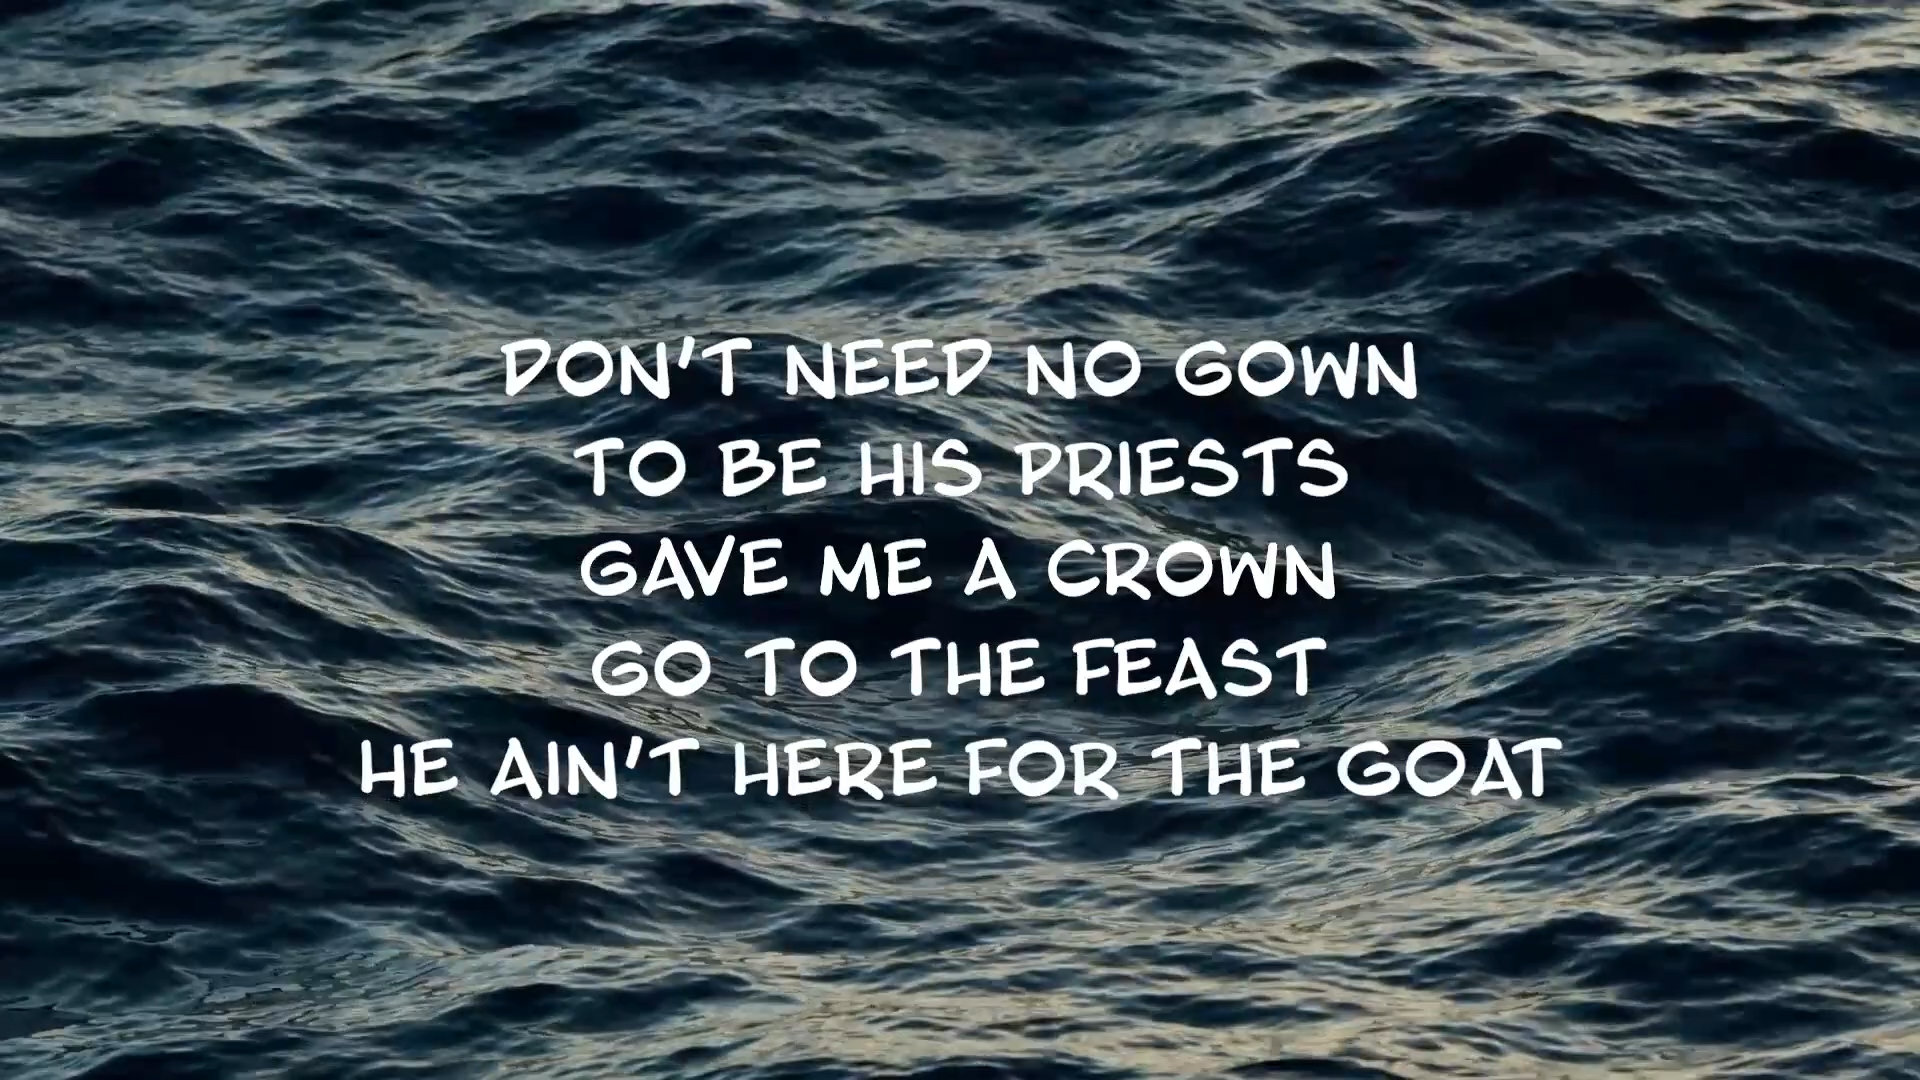 DON'T NEED NO GOWN
TO BE HIS PRIESTS
GAVE ME A CROWN
GO TO THE FEAST
HE AIN'T HERE FOR THE GOAT